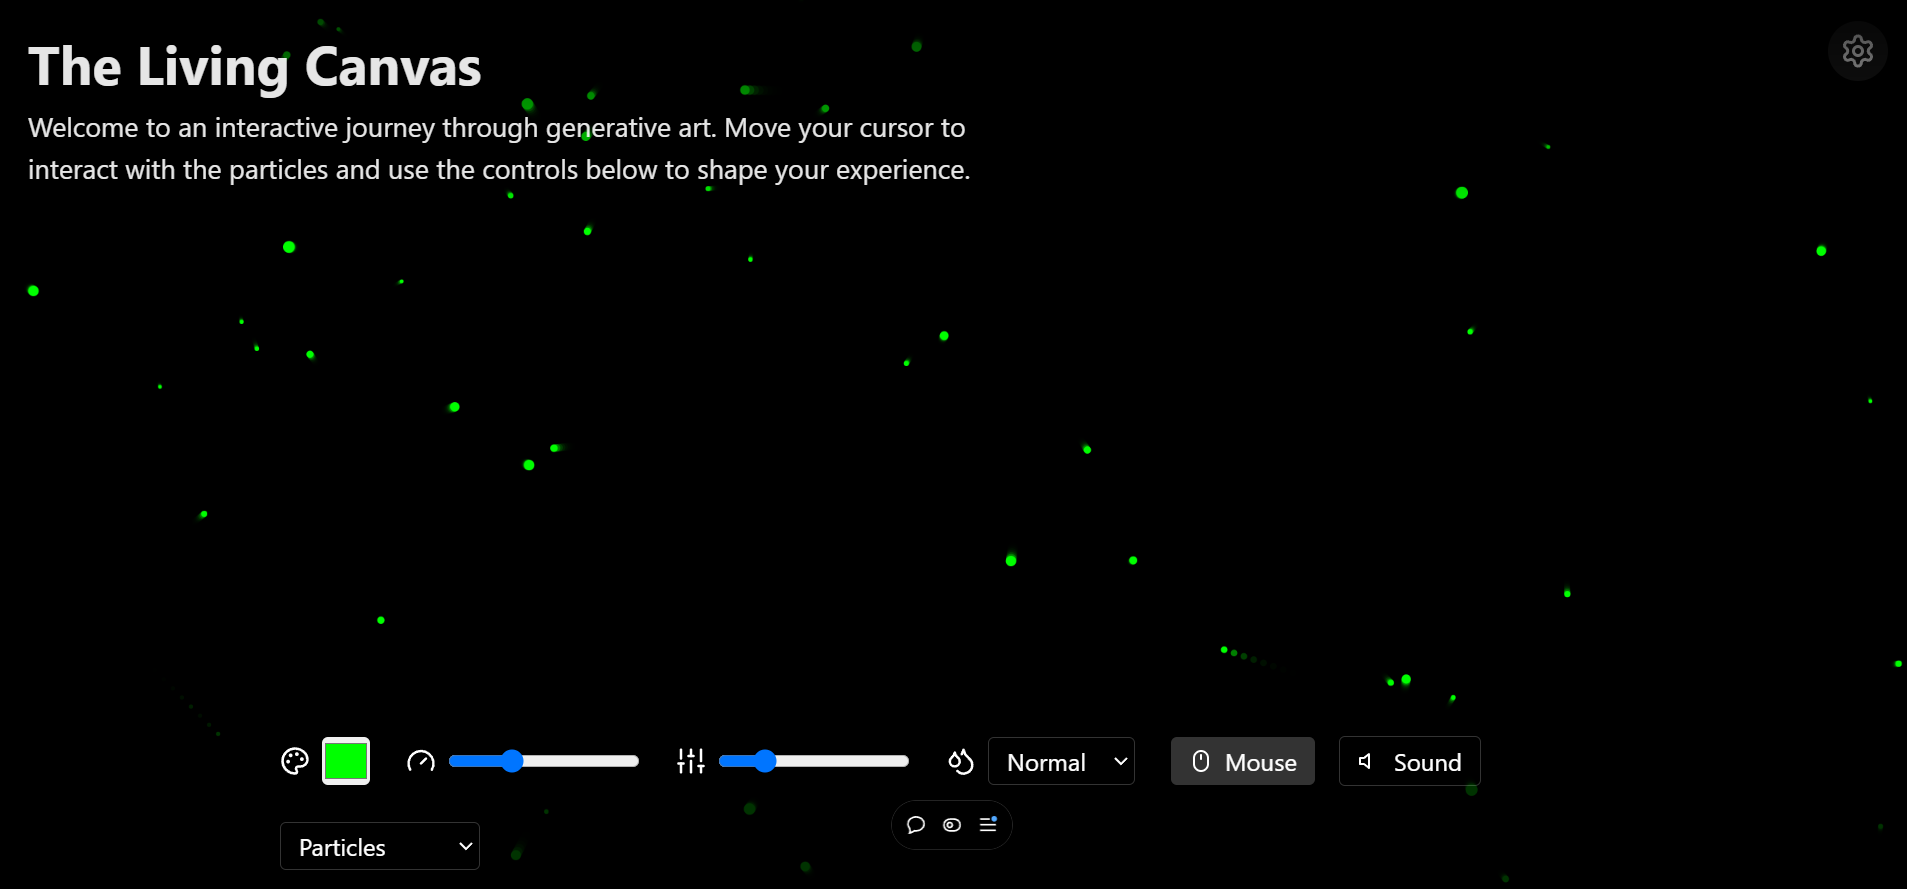 The Living Canvas
Welcome to an interactive journey through generative art. Move your cursor to
interact with the particles and use the controls below to shape your experience.
Normal
Mouse
Sound
Particles